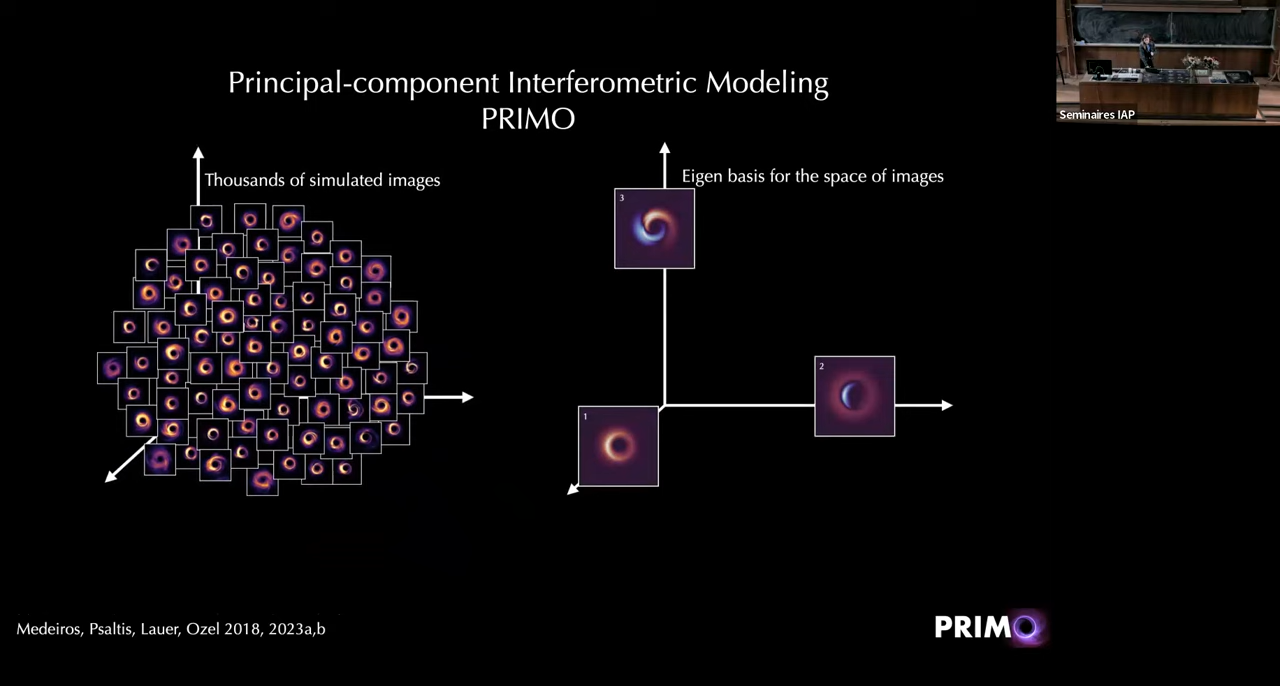 Principal-component Interferometric Modeling
PRIMO
Seminaires IAP
Thousands of simulated images
Eigen basis for the space of images
3
2
1
Medeiros, Psaltis, Lauer, Ozel 2018, 2023a,b
PRIMO